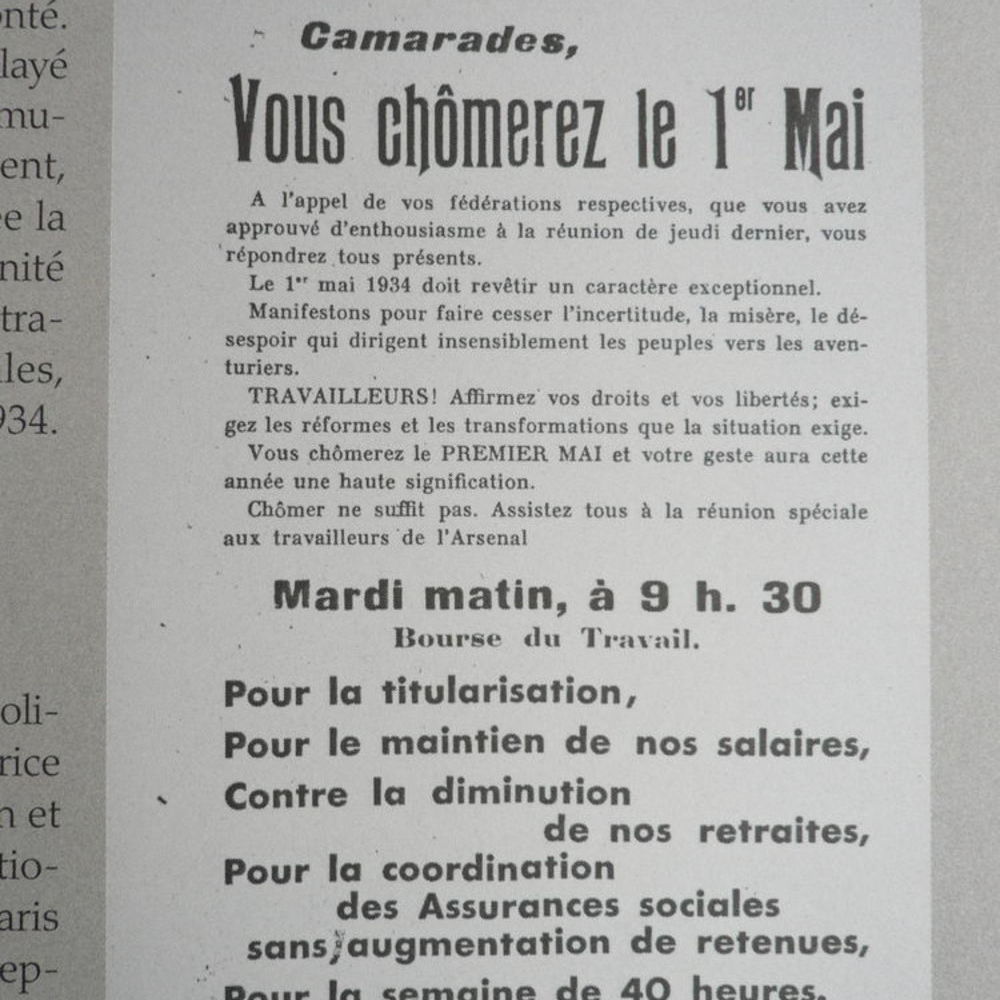 onté.
layé
mu-
ent,
e la
nité
tra-
les,
934.
oli-
rice
n et
tio-
aris
ep-
Camarades,
Vous chômerez le 1er Mai
A l'appel de vos fédérations respectives, que vous avez
approuvé d'enthousiasme à la réunion de jeudi dernier, vous
répondrez tous présents.
Le 1er mai 1934 doit revêtir un caractère exceptionnel.
Manifestons pour faire cesser l'incertitude, la misère, le dé-
sespoir qui dirigent insensiblement les peuples vers les aven-
turiers.
TRAVAILLEURS! Affirmez vos droits et vos libertés; exi-
gez les réformes et les transformations que la situation exige.
Vous chômerez le PREMIER MAI et votre geste aura cette
année une haute signification.
Chômer ne suffit pas. Assistez tous à la réunion spéciale
aux travailleurs de l'Arsenal
Mardi matin, à 9 h. 30
Bourse du Travail.
Pour la titularisation,
Pour le maintien de nos salaires,
Contre la diminution
de nos retraites,
Pour la coordination
des Assurances sociales
sans augmentation de retenues,
Pour la semaine de 40 heures.